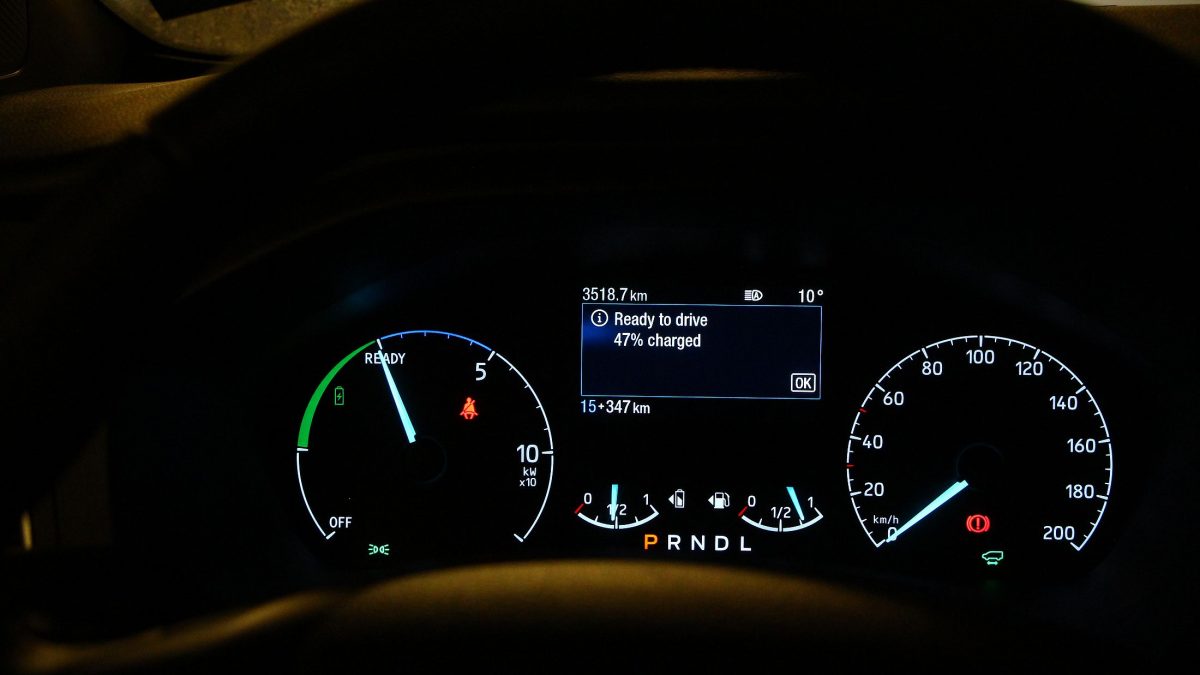 3518.7 km
10°
Ready to drive
47% charged
OK
15+347 km
READY
5
10
kW
x10
OFF
0 1/2 1
0 1/2 1
P R N D L
0
20
40
60
80
100
120
140
160
180
200
km/h